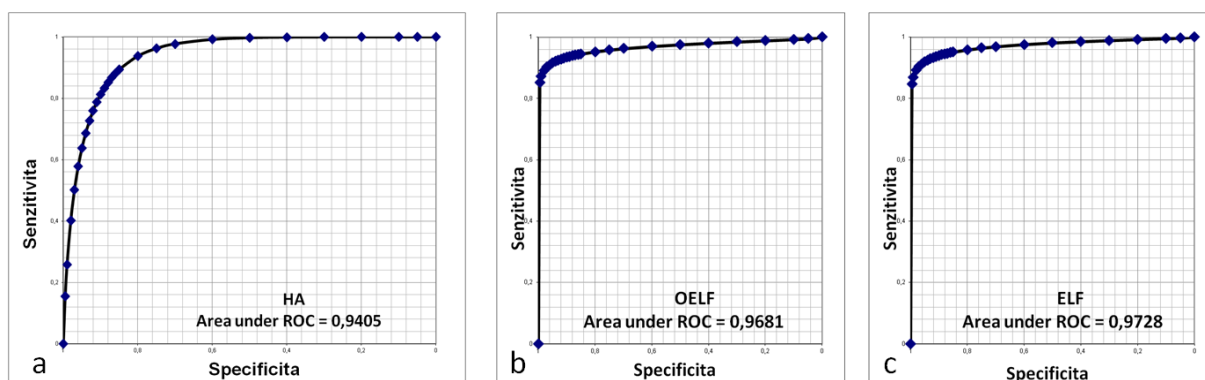 1
0,8
0,6
0,4
0,2
0
Senzitivita
HA
Area under ROC = 0,9405
0,8
0,6
0,4
0,2
0
Specificita
a
1
0,8
0,6
0,4
0,2
0
Senzitivita
OELF
Area under ROC = 0,9681
0,8
0,6
0,4
0,2
0
Specificita
b
1
0,8
0,6
0,4
0,2
0
Senzitivita
ELF
Area under ROC = 0,9728
0,8
0,6
0,4
0,2
0
Specificita
c